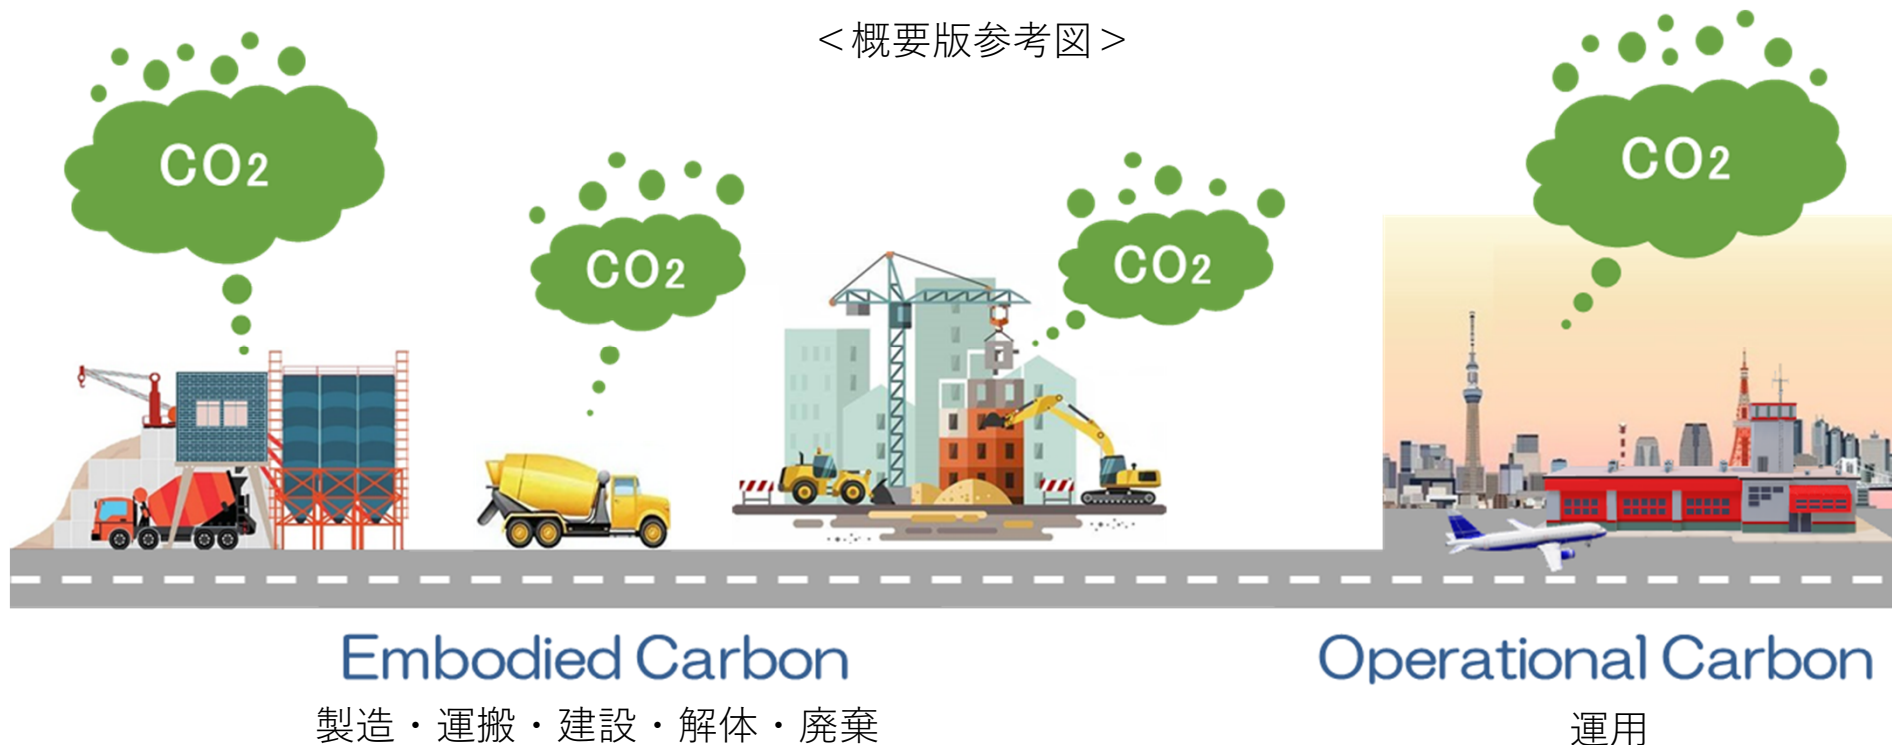 ＜概要版参考図＞
CO2
CO2
CO2
CO2
Embodied Carbon
製造・運搬・建設・解体・廃棄
Operational Carbon
運用